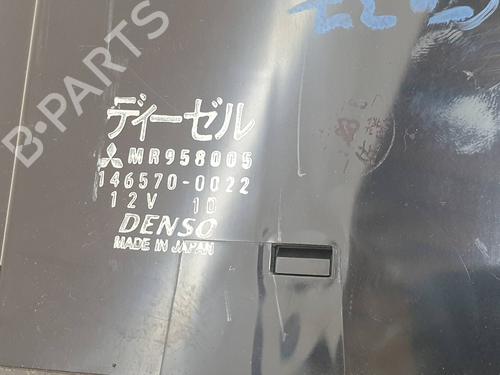 B-PARTS
ディーゼル
MR958005
146570-0022
12V 10
DENSO
MADE IN JAPAN